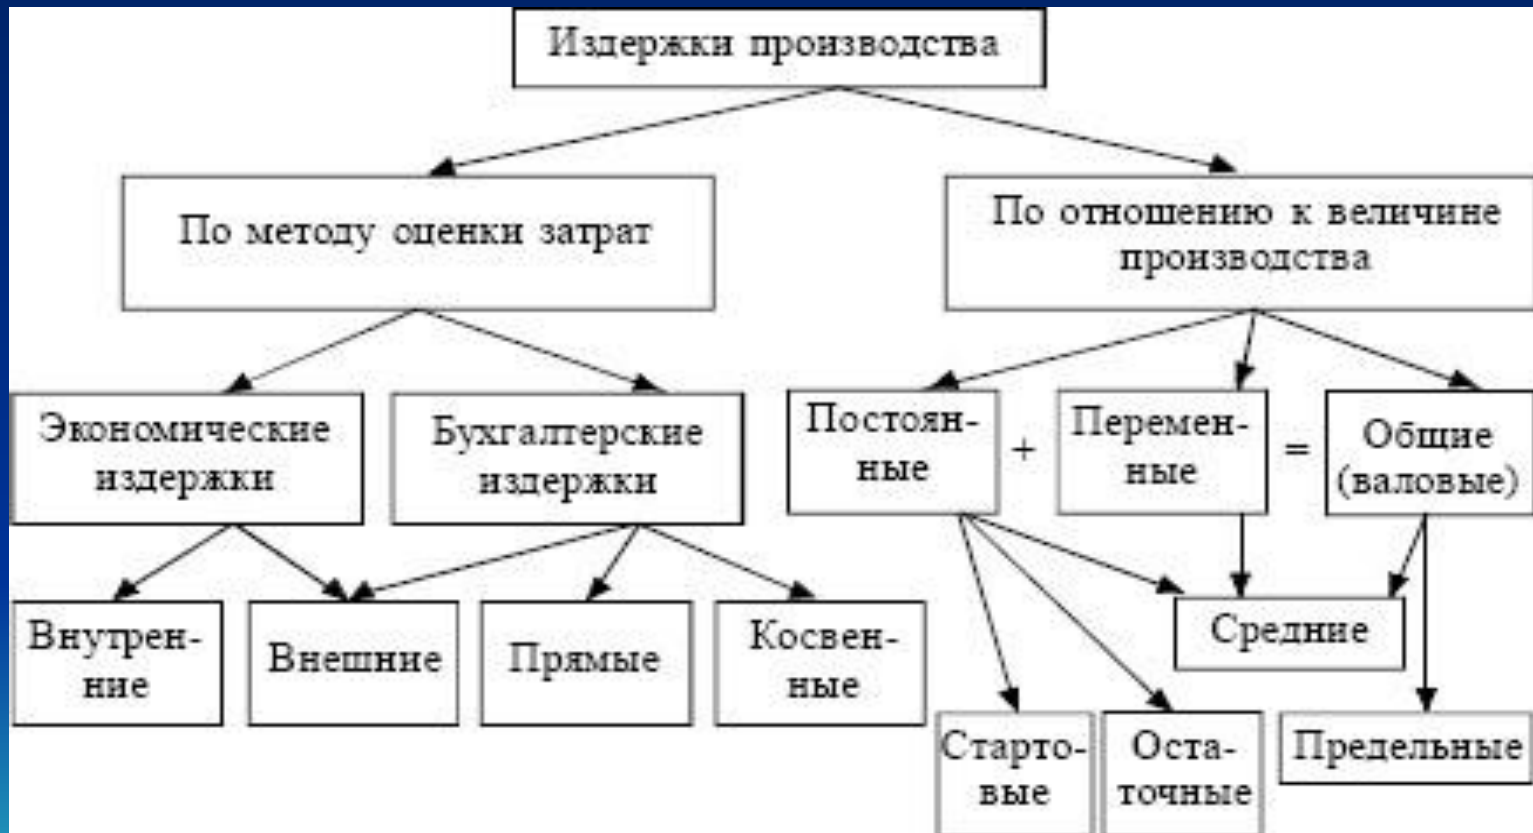 Издержки производства
По методу оценки затрат
По отношению к величине
производства
Экономические
издержки
Бухгалтерские
издержки
Постоян-
ные
+
Перемен-
ные
=
Общие
(валовые)
Внутрен-
ние
Внешние
Прямые
Косвен-
ные
Средние
Старто-
вые
Оста-
точные
Предельные